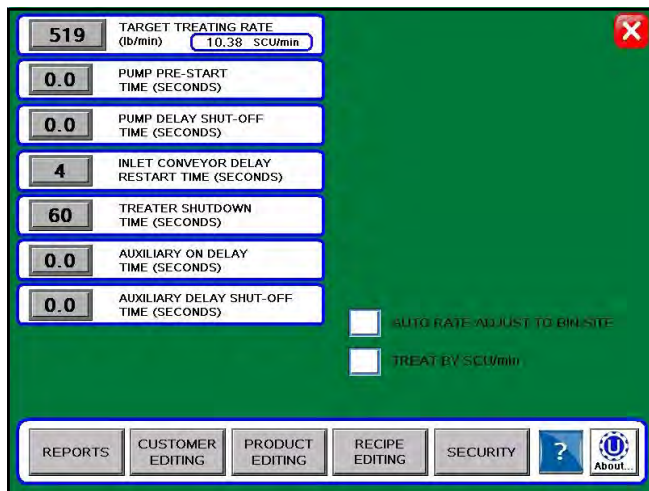 519
TARGET TREATING RATE
(lb/min) 10.38 SCU/min
0.0
PUMP PRE-START
TIME (SECONDS)
0.0
PUMP DELAY SHUT-OFF
TIME (SECONDS)
4
INLET CONVEYOR DELAY
RESTART TIME (SECONDS)
60
TREATER SHUTDOWN
TIME (SECONDS)
0.0
AUXILIARY ON DELAY
TIME (SECONDS)
0.0
AUXILIARY DELAY SHUT-OFF
TIME (SECONDS)
AUTO RATE ADJUST TO BIN/SITE
TREAT BY SCU/min
REPORTS
CUSTOMER
EDITING
PRODUCT
EDITING
RECIPE
EDITING
SECURITY
?
U
About...